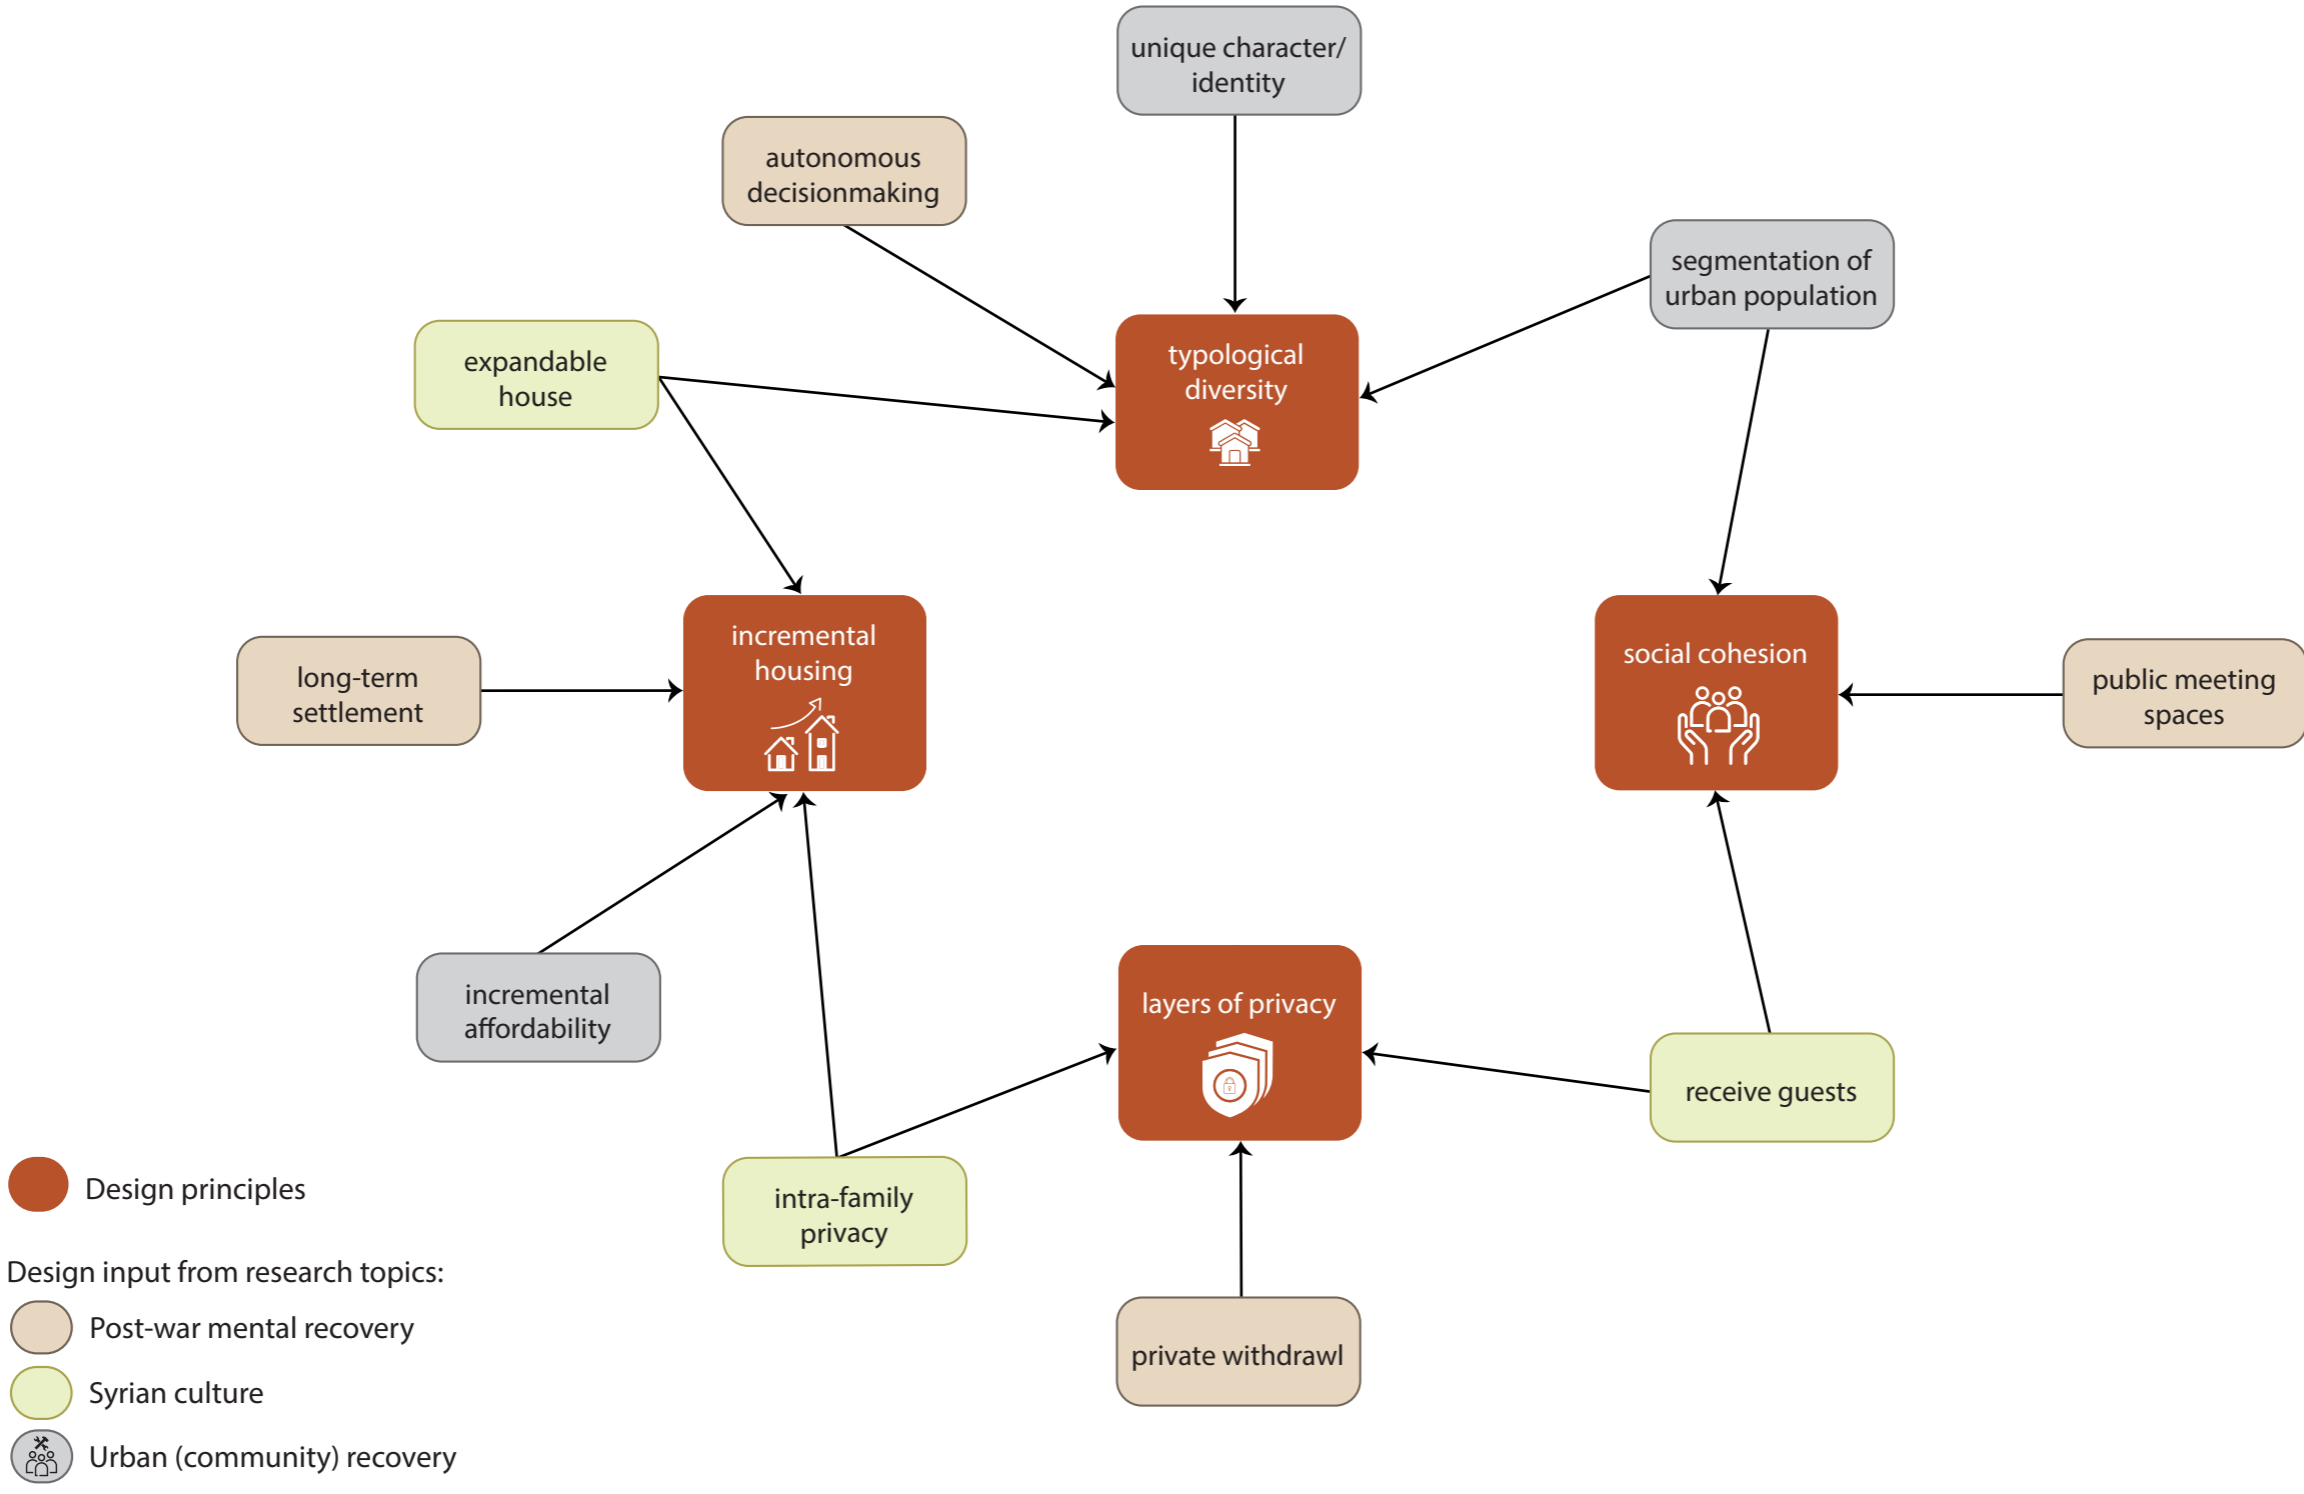 unique character/
identity
autonomous
decisionmaking
segmentation of
urban population
expandable
house
typological
diversity
incremental
housing
social cohesion
long-term
settlement
public meeting
spaces
incremental
affordability
layers of privacy
receive guests
intra-family
privacy
private withdrawl
Design principles
Design input from research topics:
Post-war mental recovery
Syrian culture
Urban (community) recovery